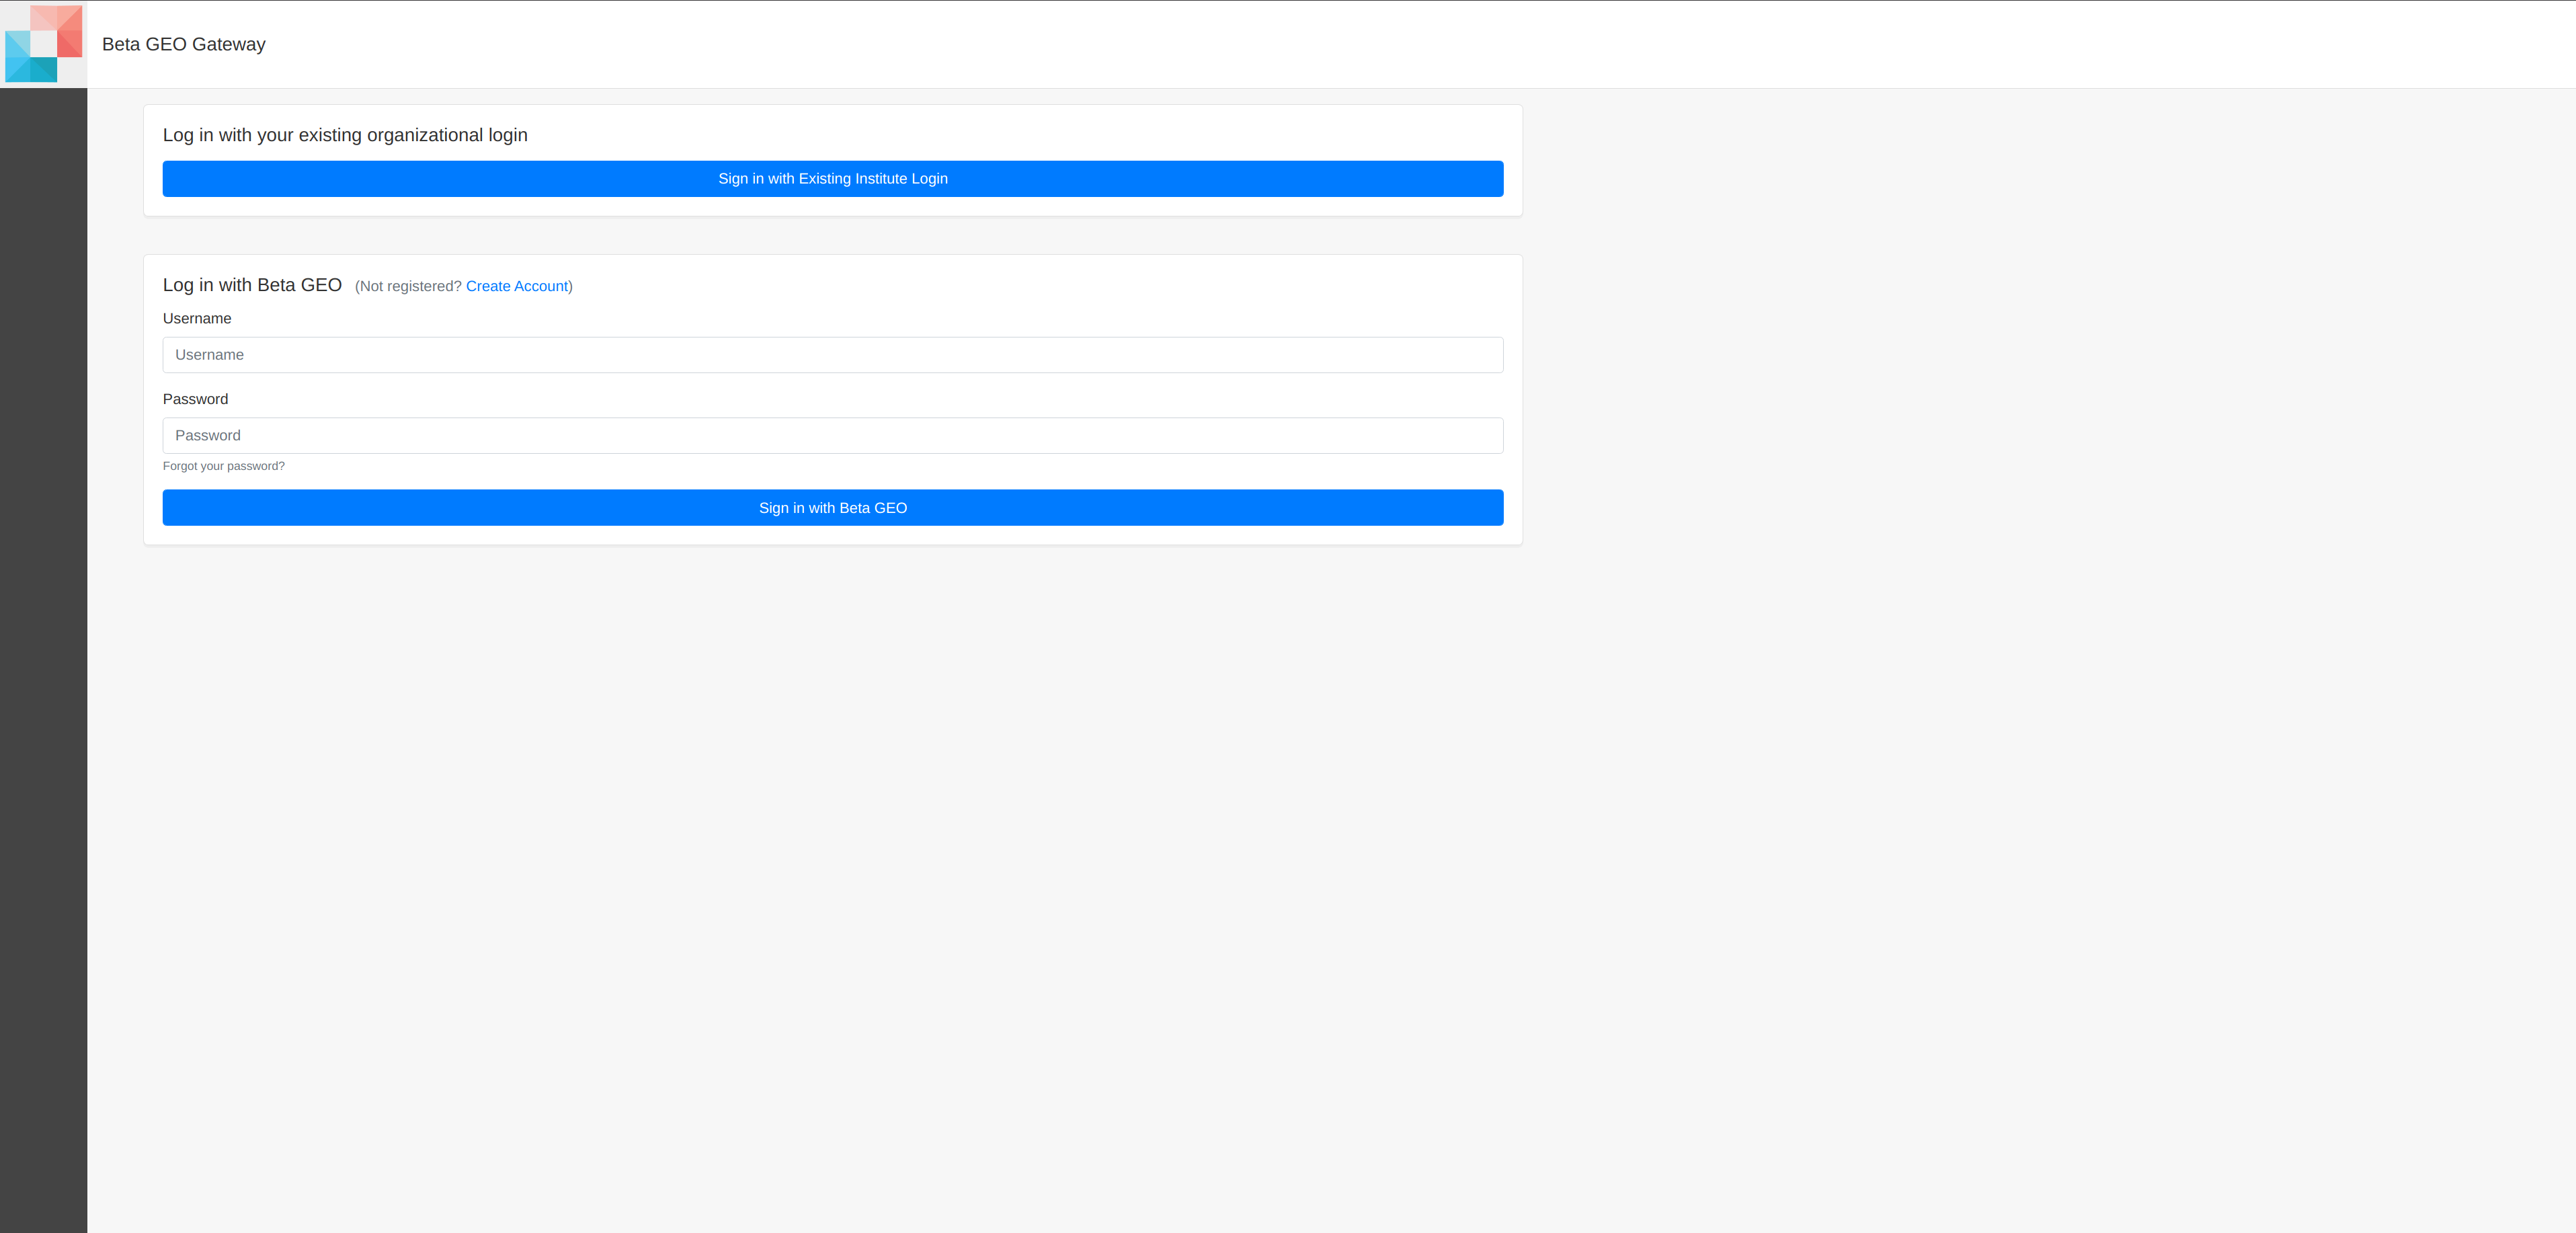 Beta GEO Gateway
Log in with your existing organizational login
Sign in with Existing Institute Login
Log in with Beta GEO (Not registered? Create Account)
Username
Username
Password
Password
Forgot your password?
Sign in with Beta GEO